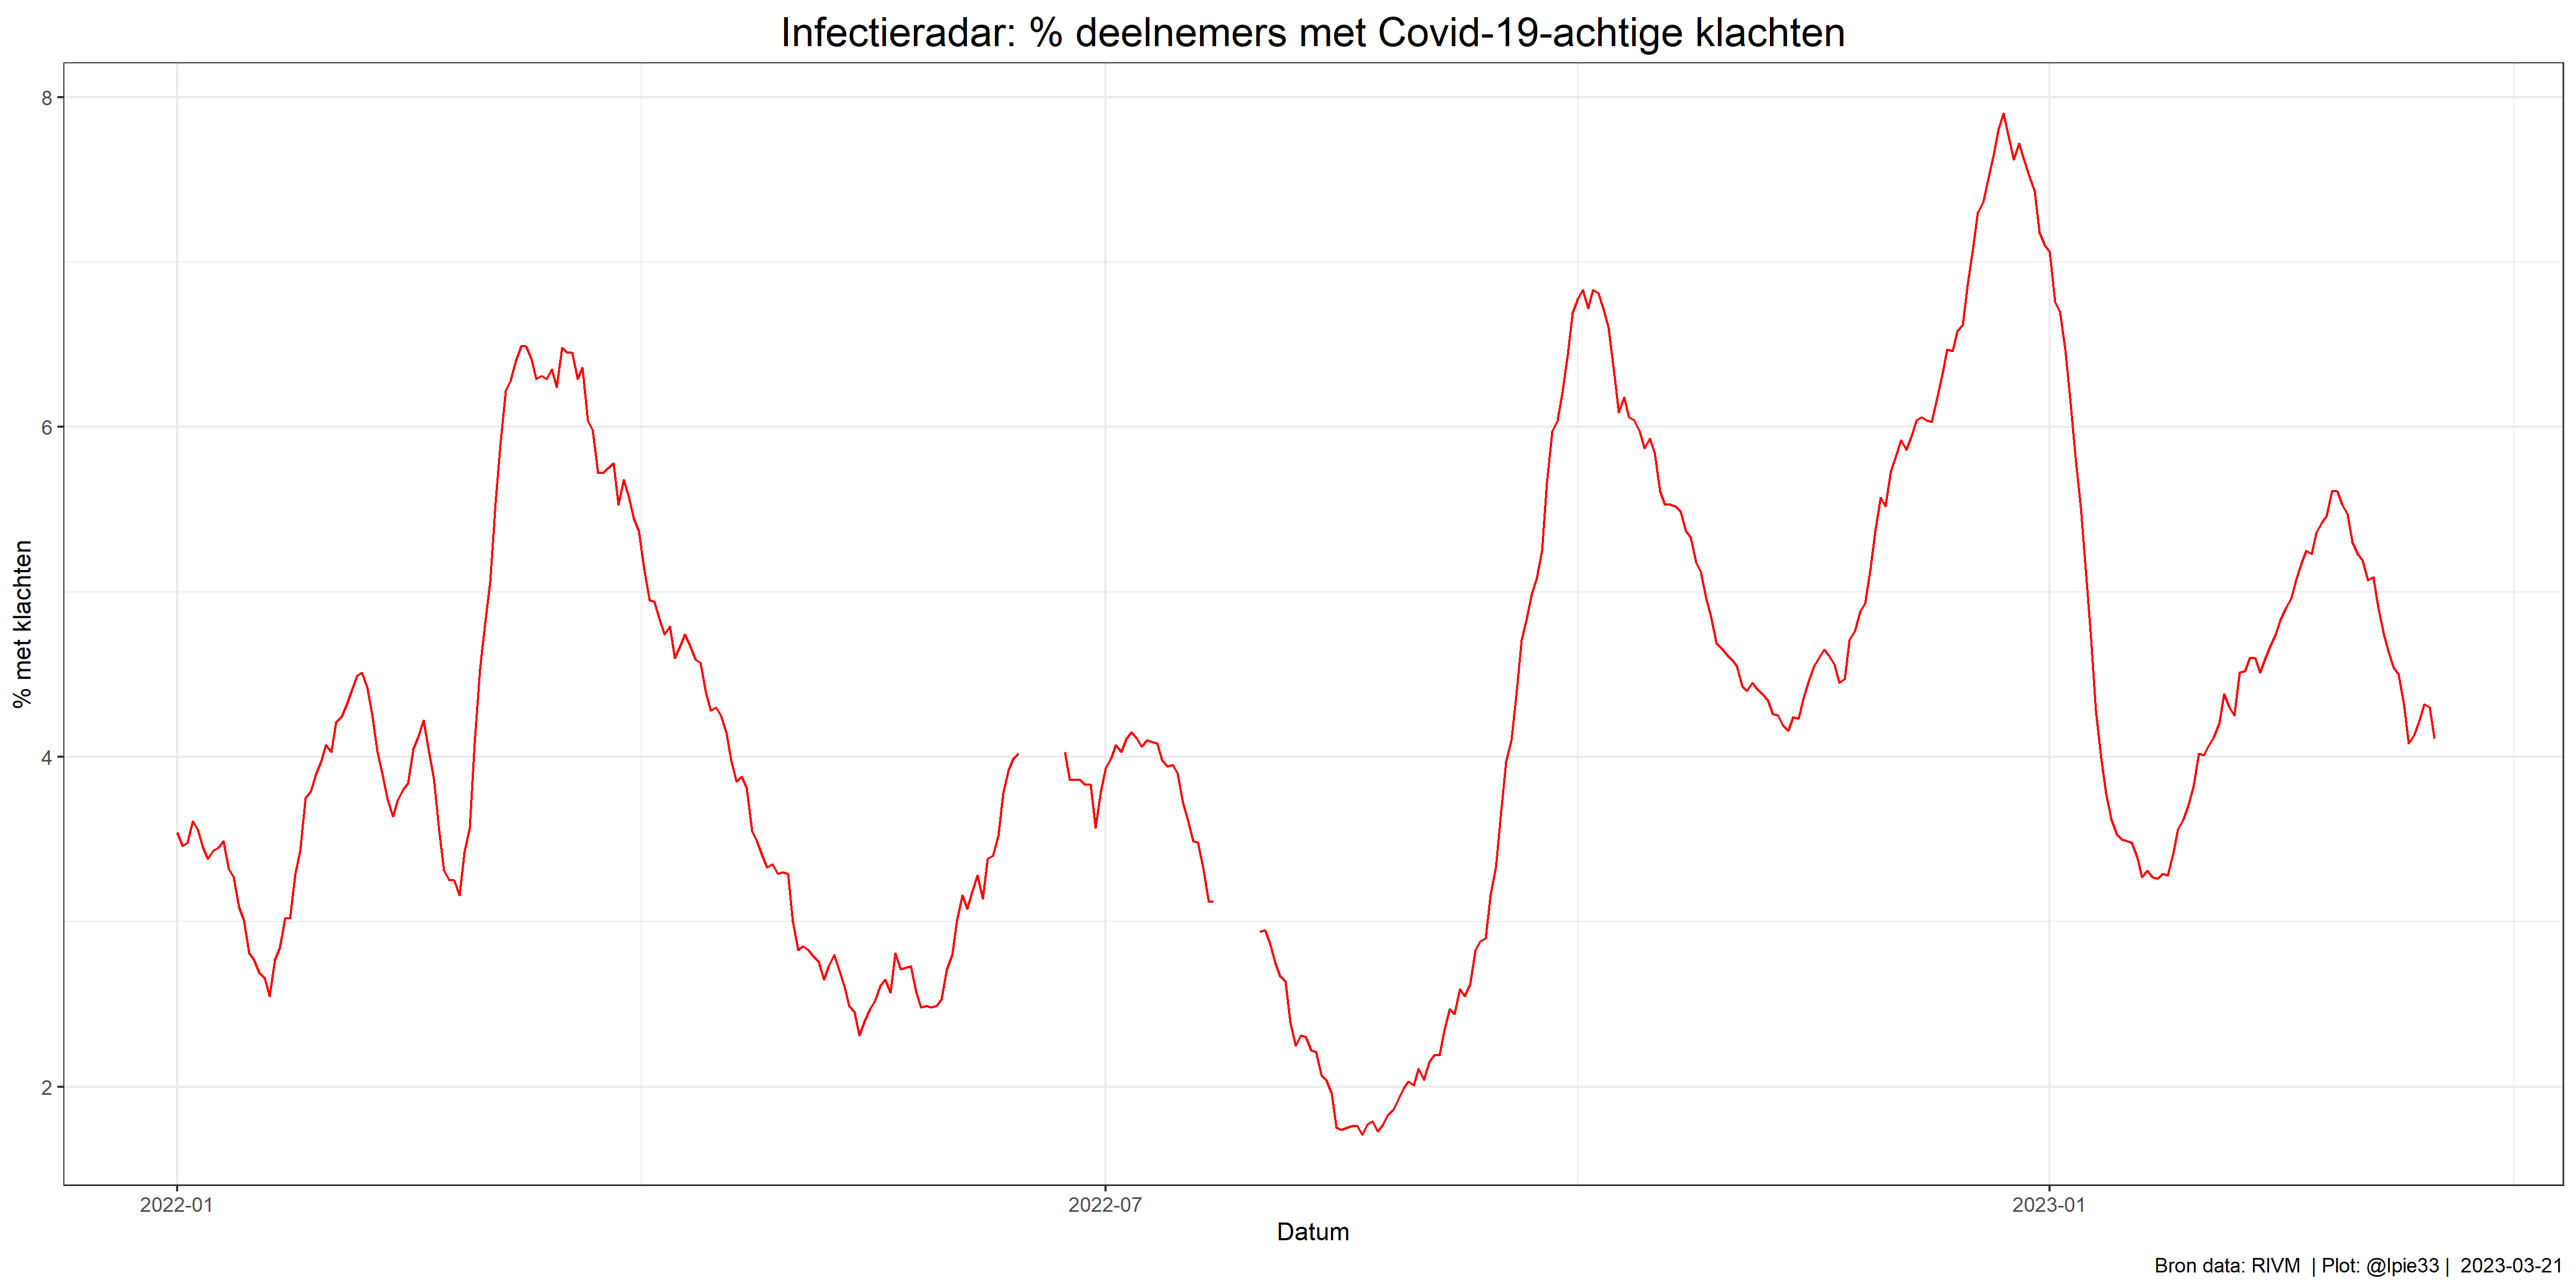 Infectieradar: % deelnemers met Covid-19-achtige klachten
8
6
4
2
% met klachten
2022-01
2022-07
2023-01
Datum
Bron data: RIVM | Plot: @lpie33 | 2023-03-21